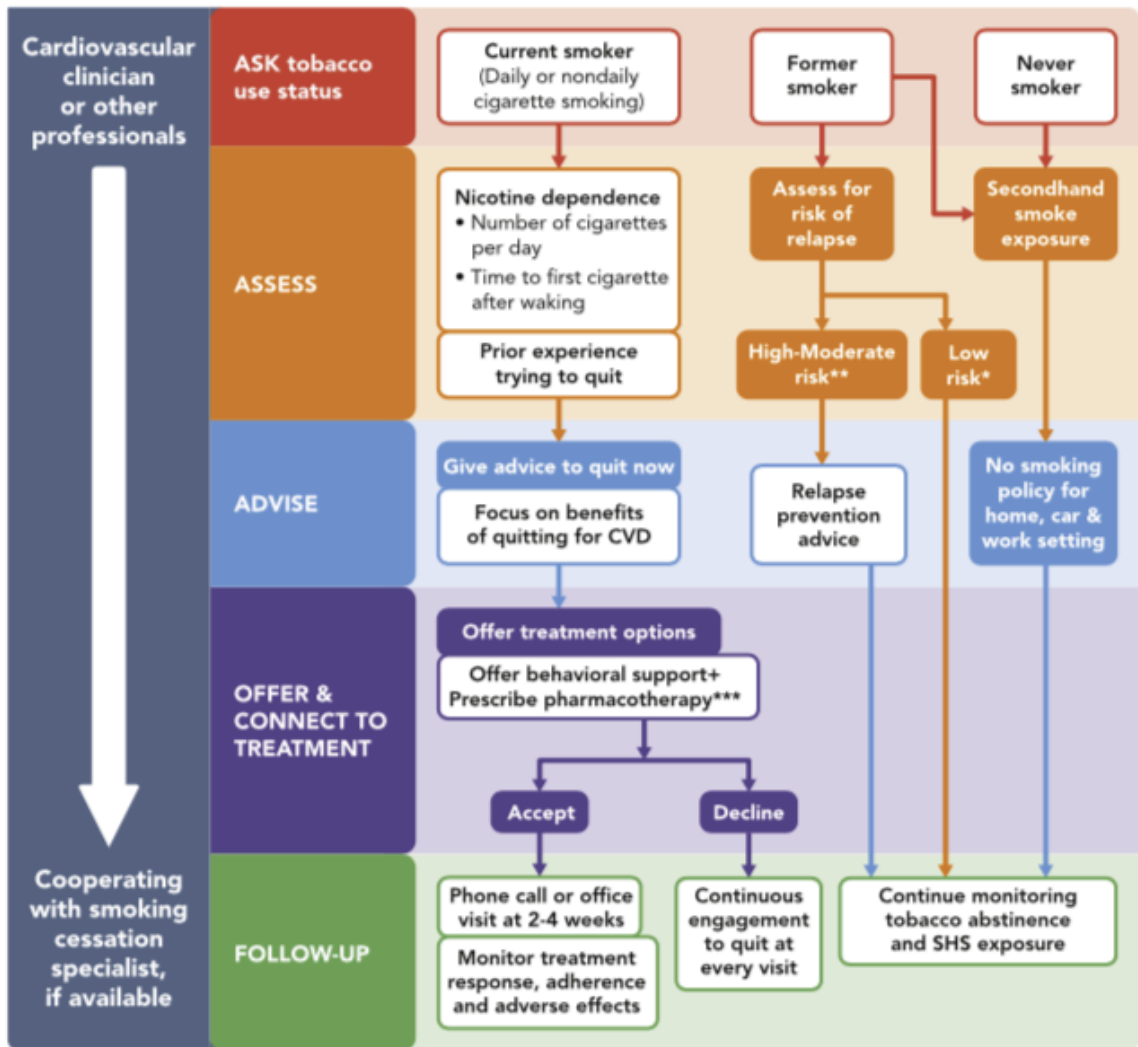 Cardiovascular
clinician
or other
professionals
Cooperating
with smoking
cessation
specialist,
if available
ASK tobacco
use status
Current smoker
(Daily or nondaily
cigarette smoking)
Former
smoker
Never
smoker
ASSESS
Nicotine dependence
• Number of cigarettes
per day
• Time to first cigarette
after waking
Prior experience
trying to quit
Assess for
risk of
relapse
Secondhand
smoke
exposure
High-Moderate
risk**
Low
risk*
ADVISE
Give advice to quit now
Focus on benefits
of quitting for CVD
Relapse
prevention
advice
No smoking
policy for
home, car &
work setting
OFFER &
CONNECT TO
TREATMENT
Offer treatment options
Offer behavioral support+
Prescribe pharmacotherapy***
Accept
Decline
FOLLOW-UP
Phone call or office
visit at 2-4 weeks
Monitor treatment
response, adherence
and adverse effects
Continuous
engagement
to quit at
every visit
Continue monitoring
tobacco abstinence
and SHS exposure